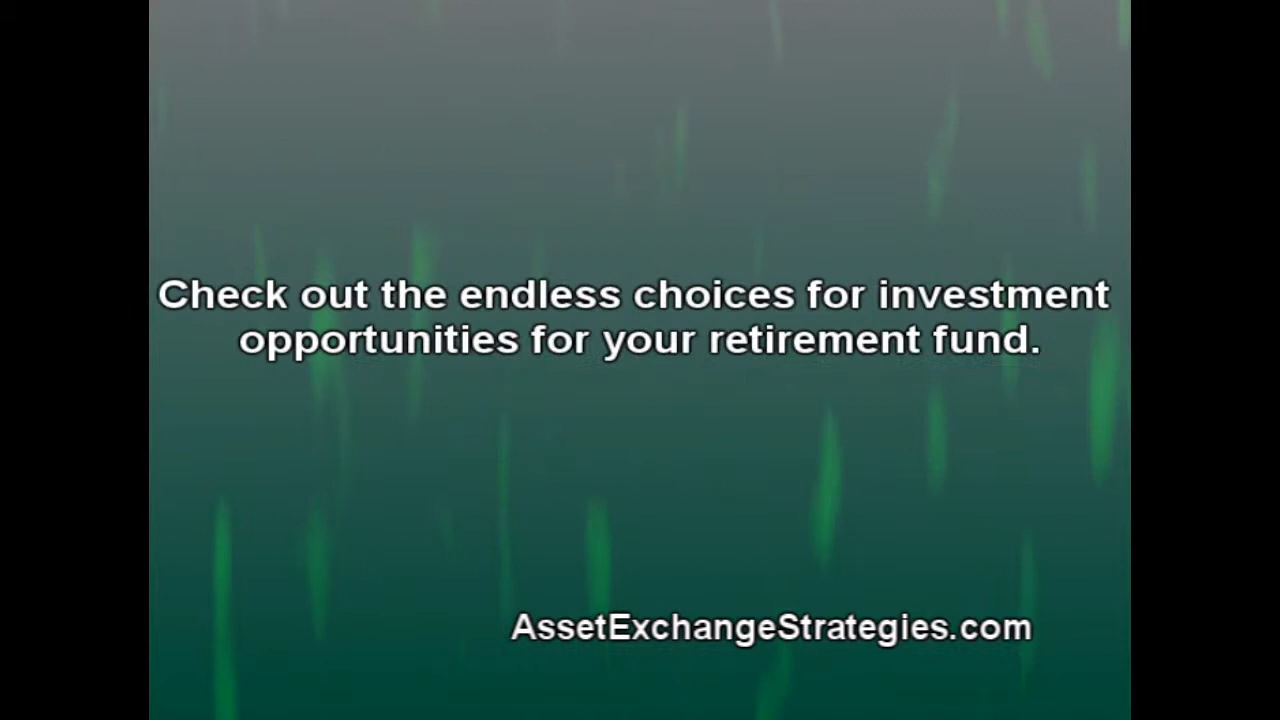 Check out the endless choices for investment
opportunities for your retirement fund.
AssetExchangeStrategies.com